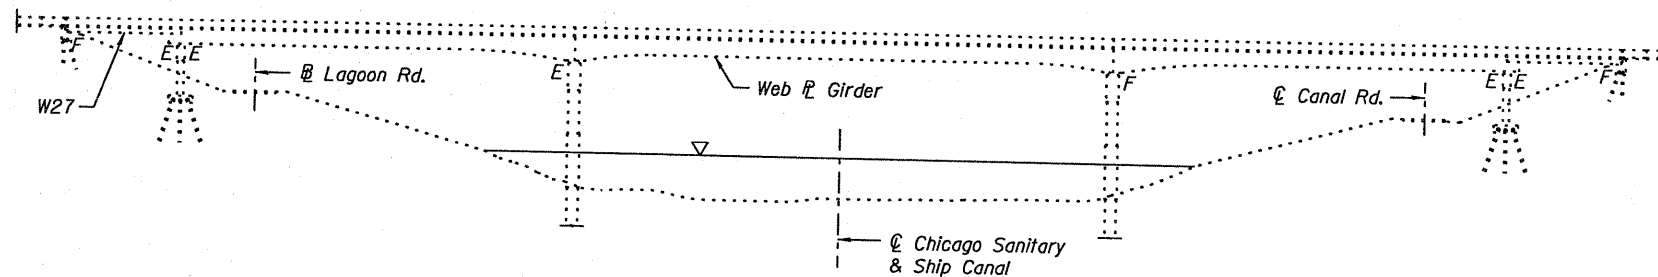 F
E E
℄ Lagoon Rd.
W27
E
Web ⅊ Girder
F
℄ Canal Rd.
E E
F
℄ Chicago Sanitary
& Ship Canal